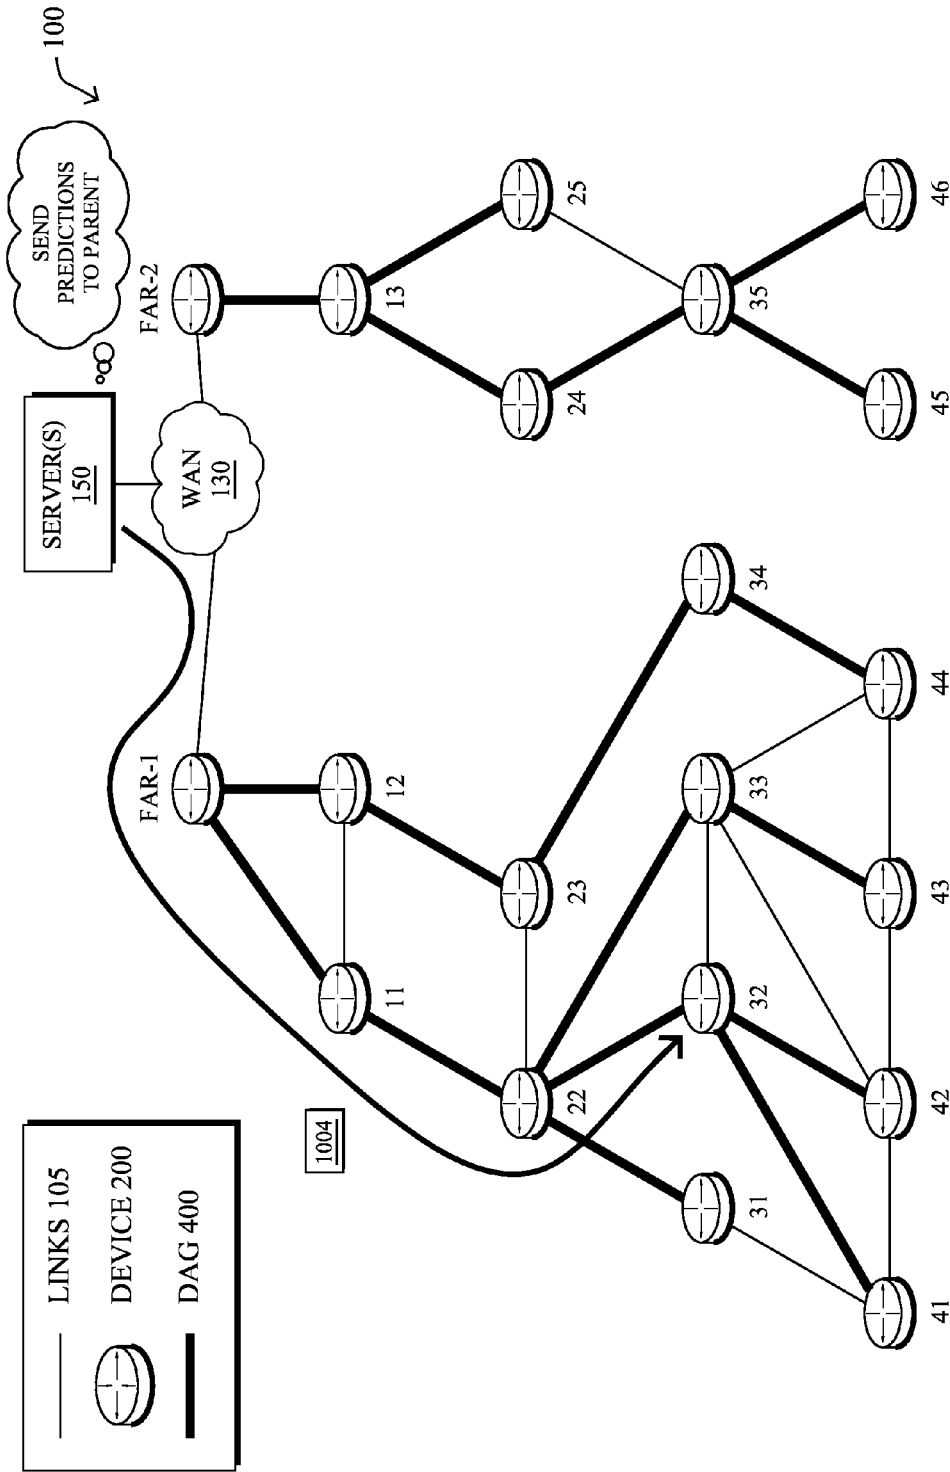 100
SEND
PREDICTIONS
TO PARENT
SERVER(S)
150
WAN
130
FAR-1
FAR-2
LINKS 105
DEVICE 200
DAG 400
1004
11
12
13
22
23
24
25
31
32
33
34
35
41
42
43
44
45
46